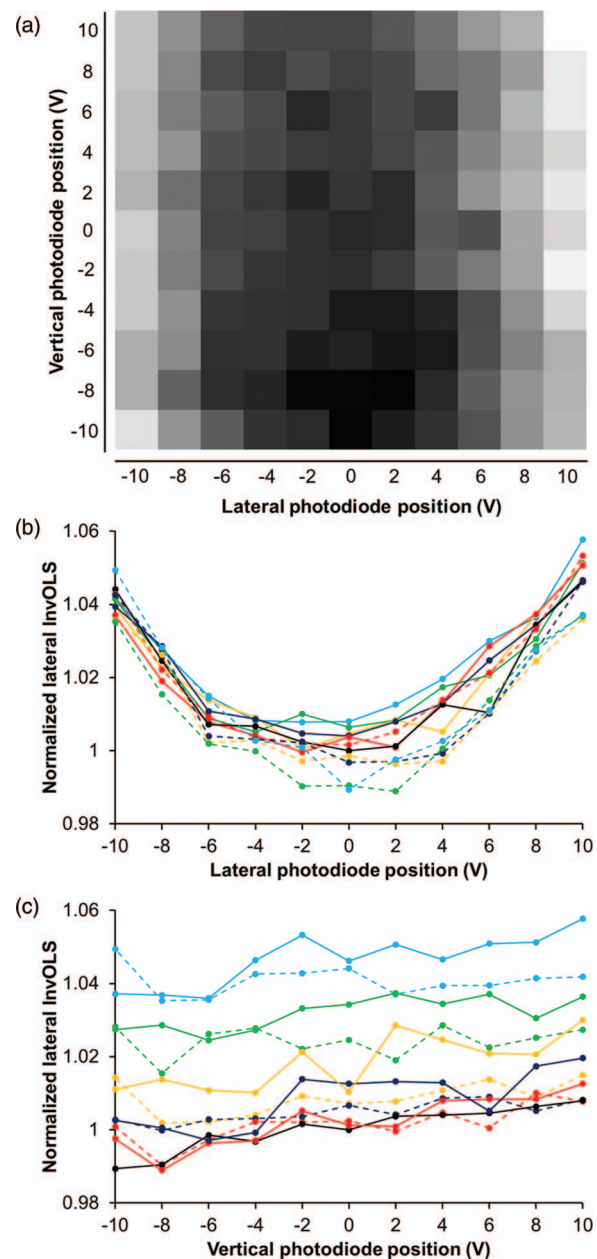 (a)
Vertical photodiode position (V)
10
8
6
4
2
0
-2
-4
-6
-8
-10
-10 -8 -6 -4 -2 0 2 4 6 8 10
Lateral photodiode position (V)
(b)
Normalized lateral InvOLS
1.06
1.04
1.02
1
0.98
-10 -8 -6 -4 -2 0 2 4 6 8 10
Lateral photodiode position (V)
(c)
Normalized lateral InvOLS
1.06
1.04
1.02
1
0.98
-10 -8 -6 -4 -2 0 2 4 6 8 10
Vertical photodiode position (V)